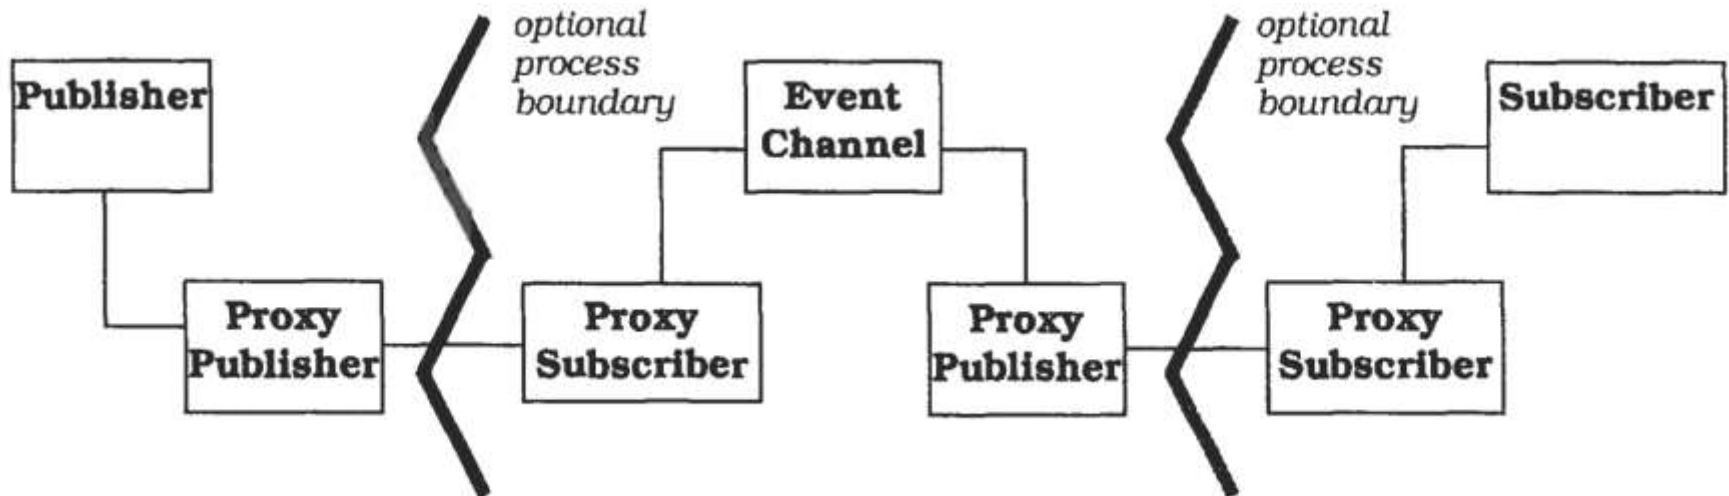 Publisher
optional
process
boundary
Event
Channel
optional
process
boundary
Subscriber
Proxy
Publisher
Proxy
Subscriber
Proxy
Publisher
Proxy
Subscriber